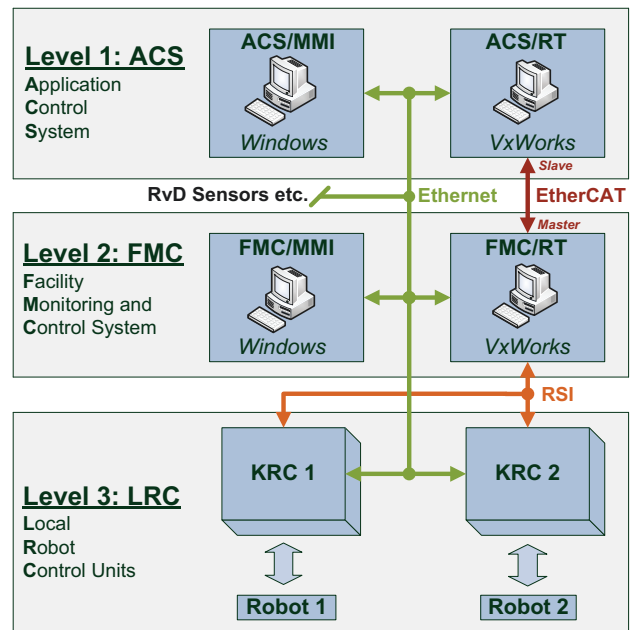 Level 1: ACS
Application
Control
System
ACS/MMI
Windows
ACS/RT
VxWorks
Slave
RvD Sensors etc.
Ethernet
EtherCAT
Master
Level 2: FMC
Facility
Monitoring and
Control System
FMC/MMI
Windows
FMC/RT
VxWorks
RSI
Level 3: LRC
Local
Robot
Control Units
KRC 1
KRC 2
Robot 1
Robot 2